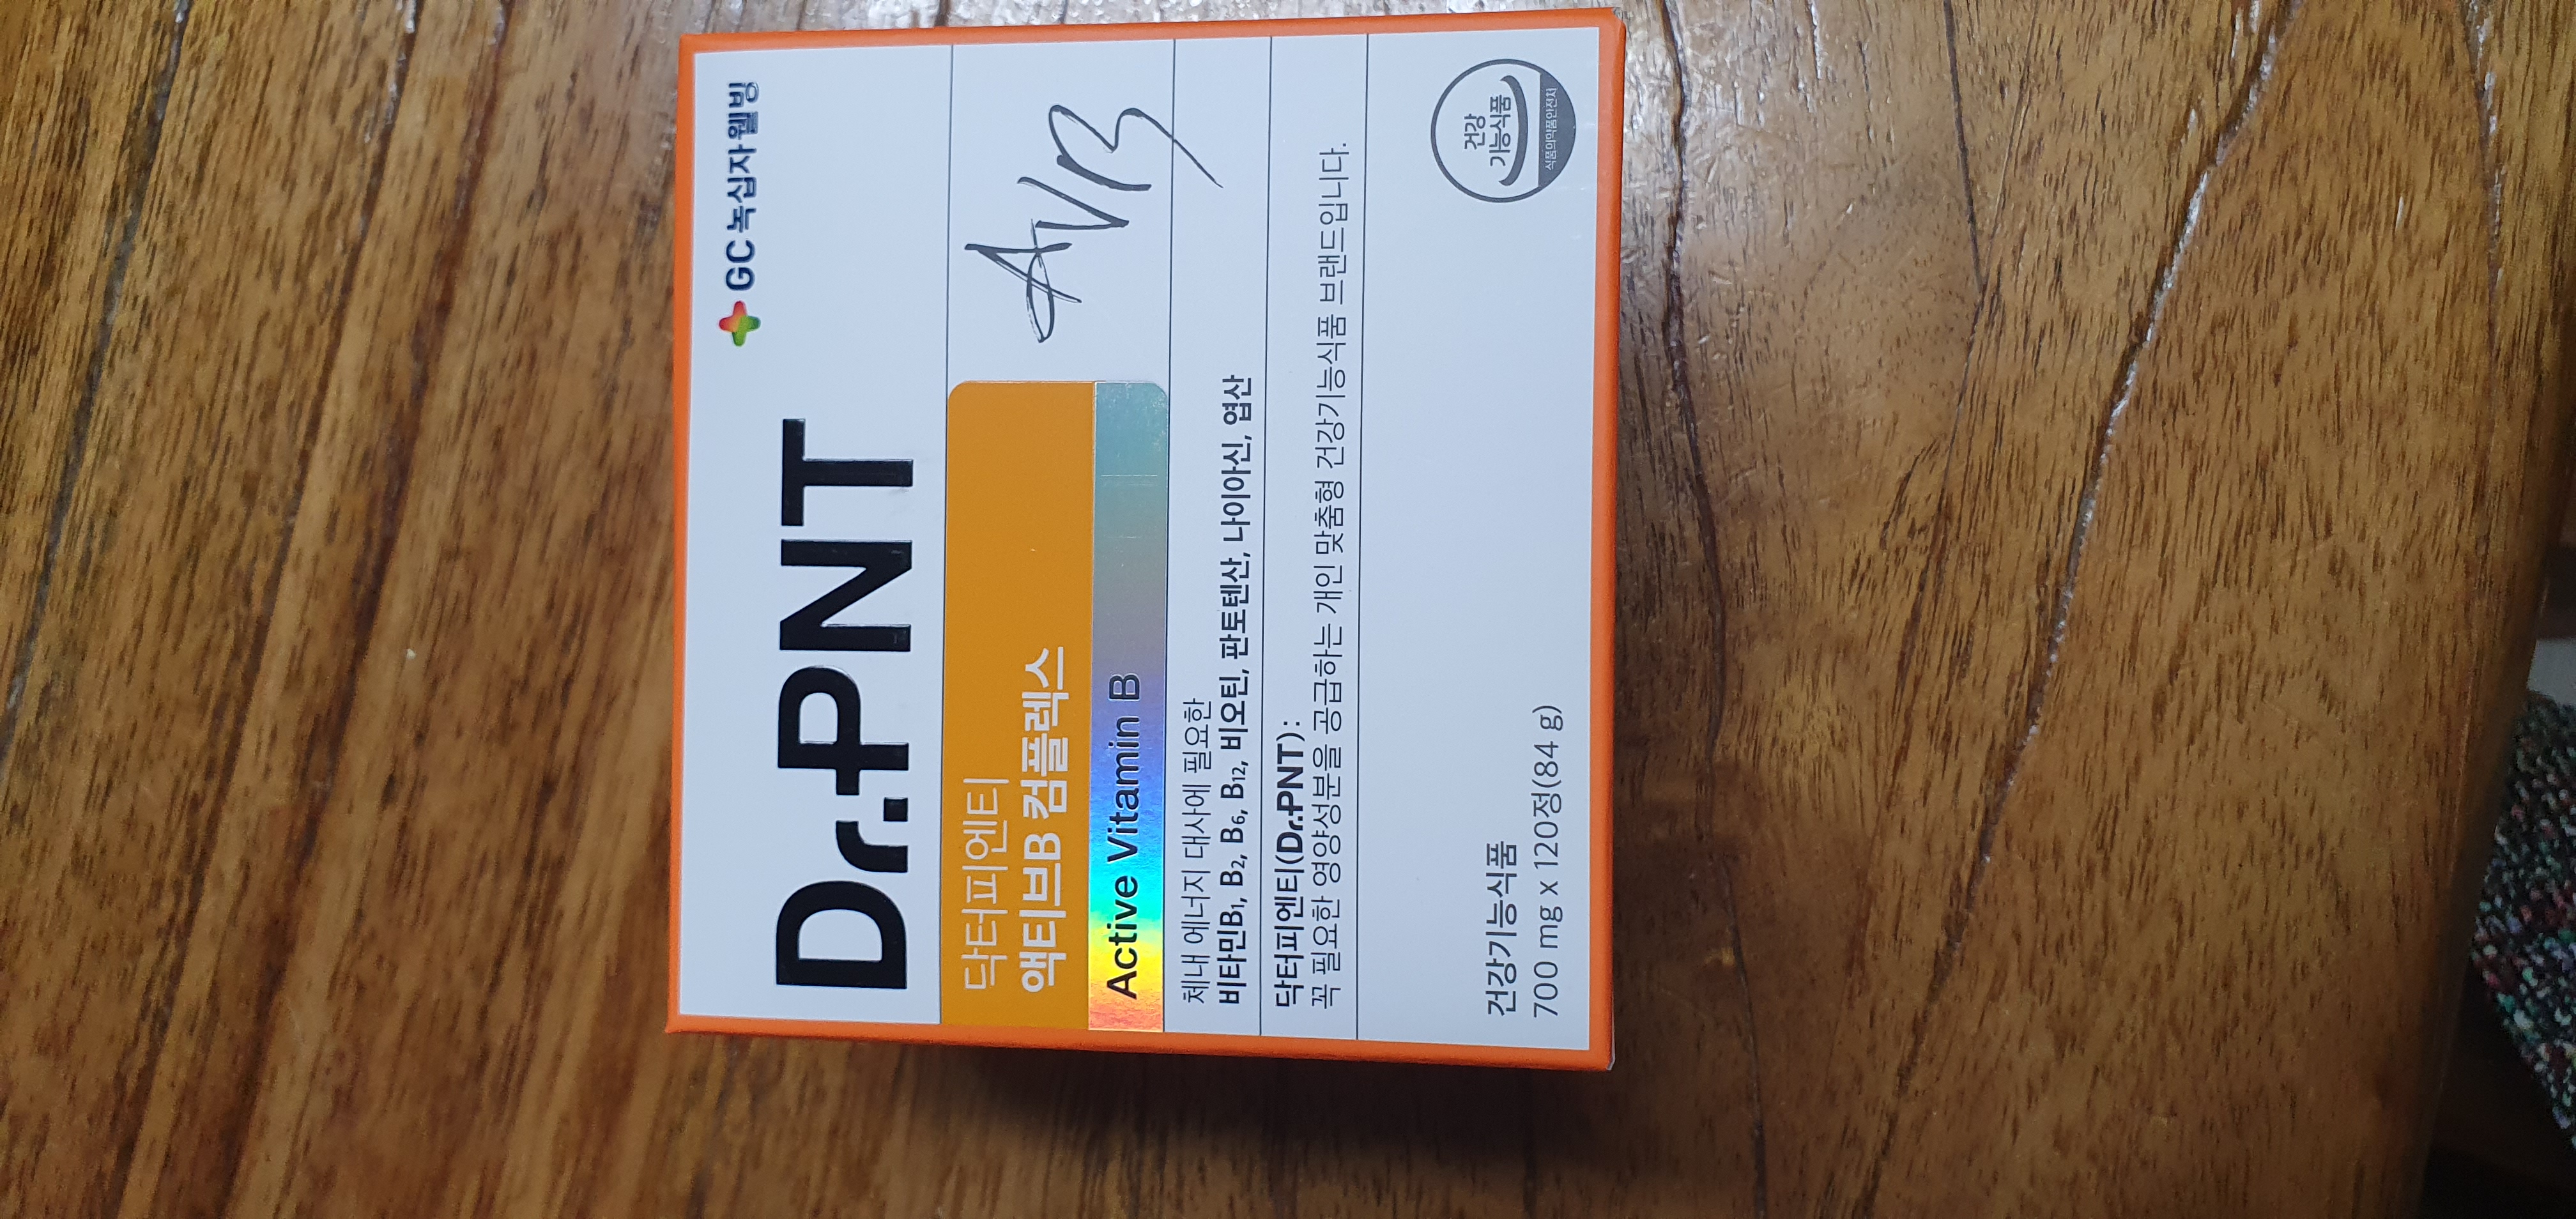 GC녹십자웰빙
Dr.PNT
닥터피엔티
액티브B 컴플렉스
Active Vitamin B
AVB
체내 에너지 대사에 필요한
비타민B₁, B₂, B₆, B₁₂, 비오틴, 판토텐산, 나이아신, 엽산
닥터피엔티(Dr.PNT):
꼭 필요한 영양성분을 공급하는 개인 맞춤형 건강기능식품 브랜드입니다.
건강기능식품
700 mg x 120정(84 g)
건강
기능식품
식품의약품안전처